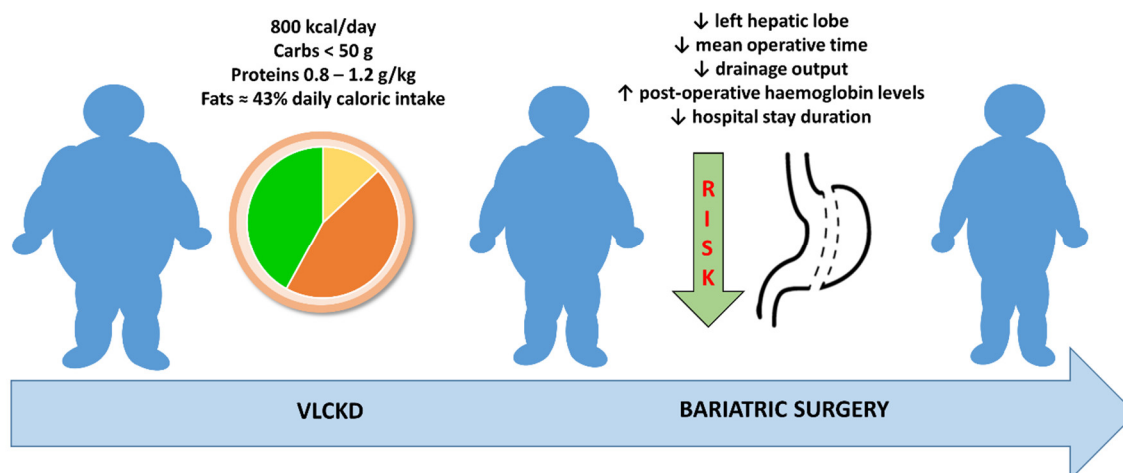 800 kcal/day
Carbs < 50 g
Proteins 0.8 – 1.2 g/kg
Fats ≈ 43% daily caloric intake
↓ left hepatic lobe
↓ mean operative time
↓ drainage output
↑ post-operative haemoglobin levels
↓ hospital stay duration
R
I
S
K
VLCKD
BARIATRIC SURGERY